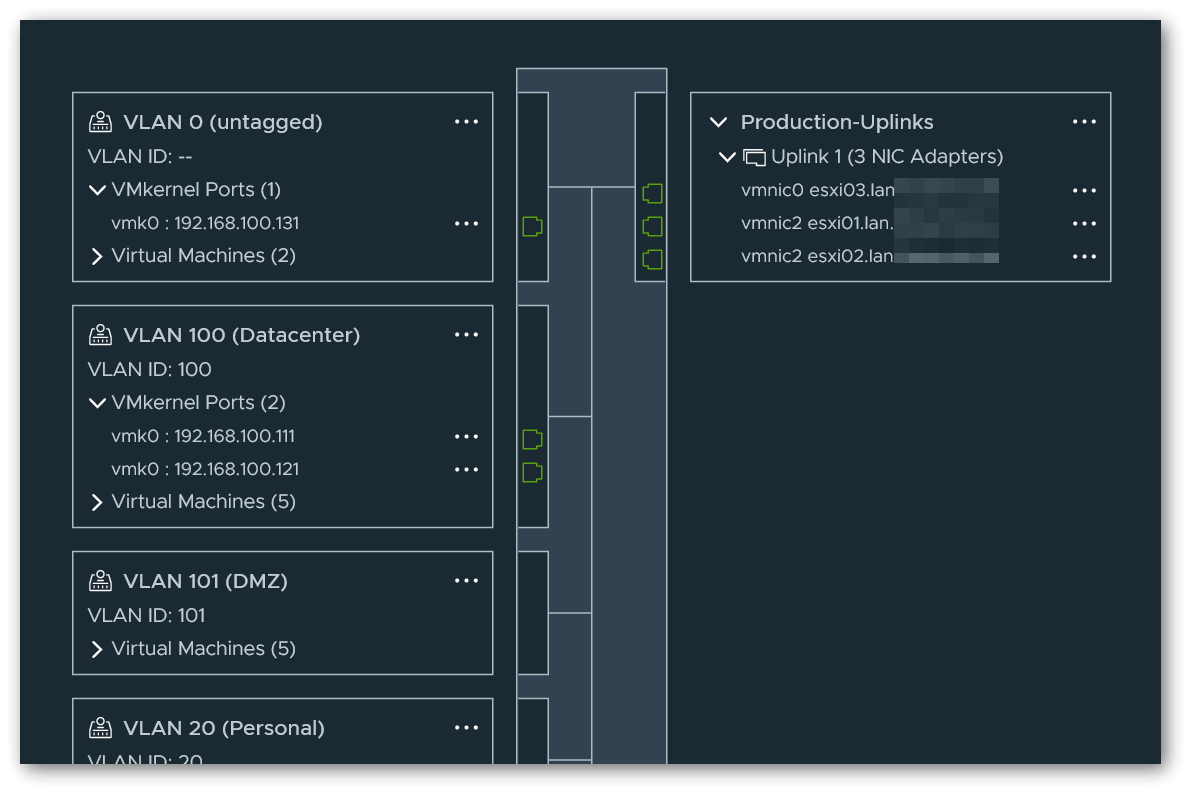 VLAN 0 (untagged)
VLAN ID: --
VMkernel Ports (1)
vmk0 : 192.168.100.131
Virtual Machines (2)
VLAN 100 (Datacenter)
VLAN ID: 100
VMkernel Ports (2)
vmk0 : 192.168.100.111
vmk0 : 192.168.100.121
Virtual Machines (5)
VLAN 101 (DMZ)
VLAN ID: 101
Virtual Machines (5)
VLAN 20 (Personal)
VLAN ID: 20
Production-Uplinks
Uplink 1 (3 NIC Adapters)
vmnic0 esxi03.lan
vmnic2 esxi01.lan.
vmnic2 esxi02.lan